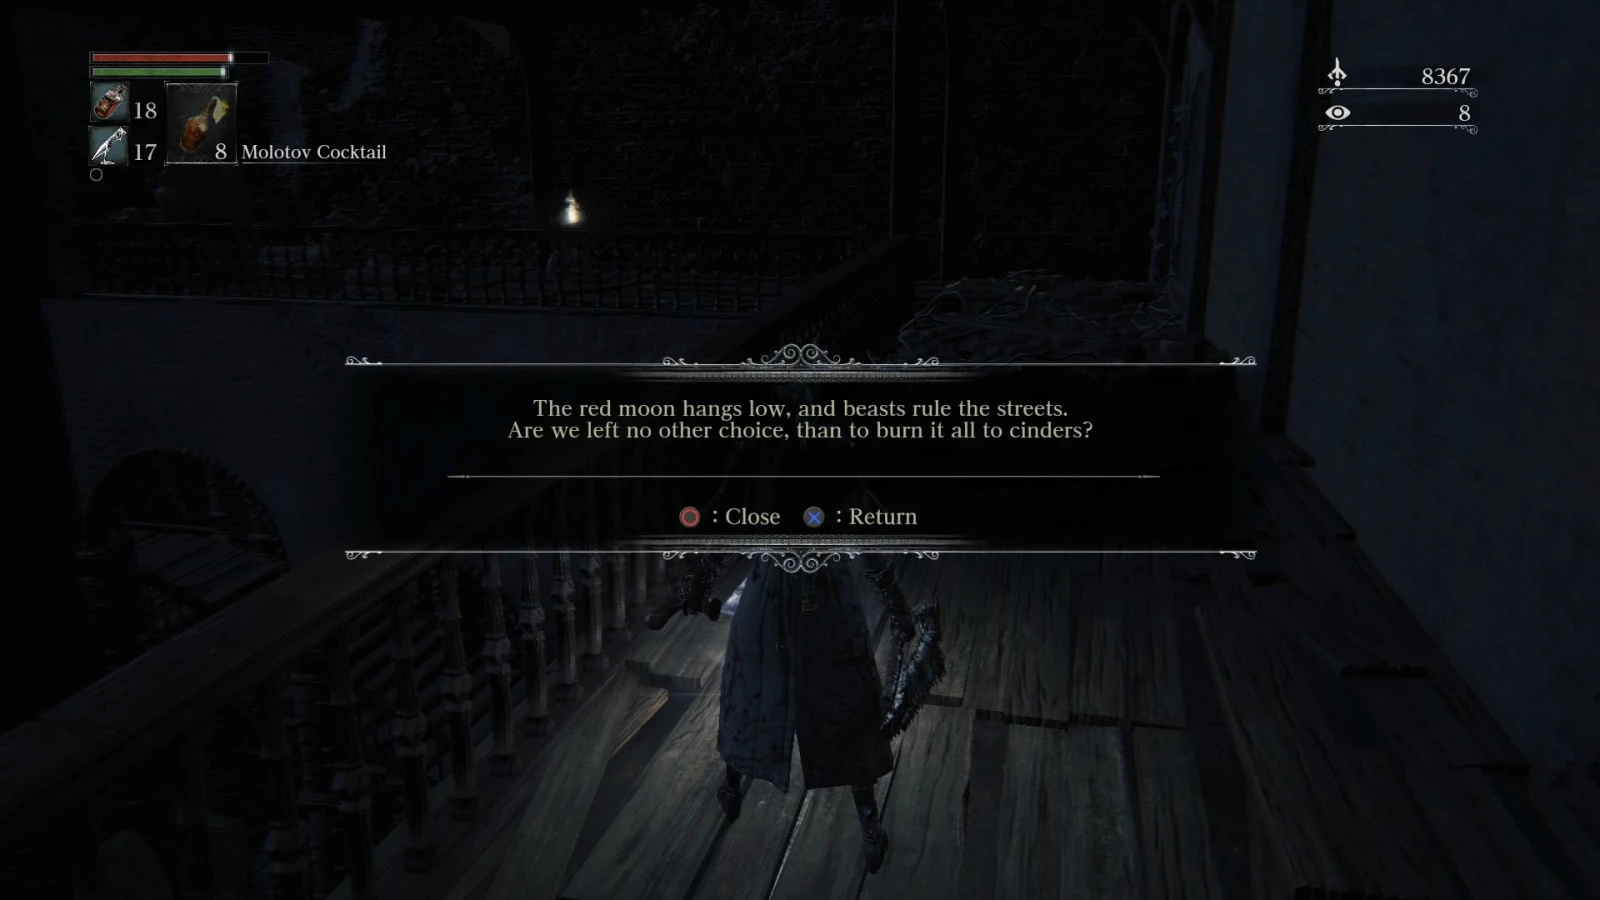 18
17
8
Molotov Cocktail
8367
8
The red moon hangs low, and beasts rule the streets.
Are we left no other choice, than to burn it all to cinders?
: Close : Return